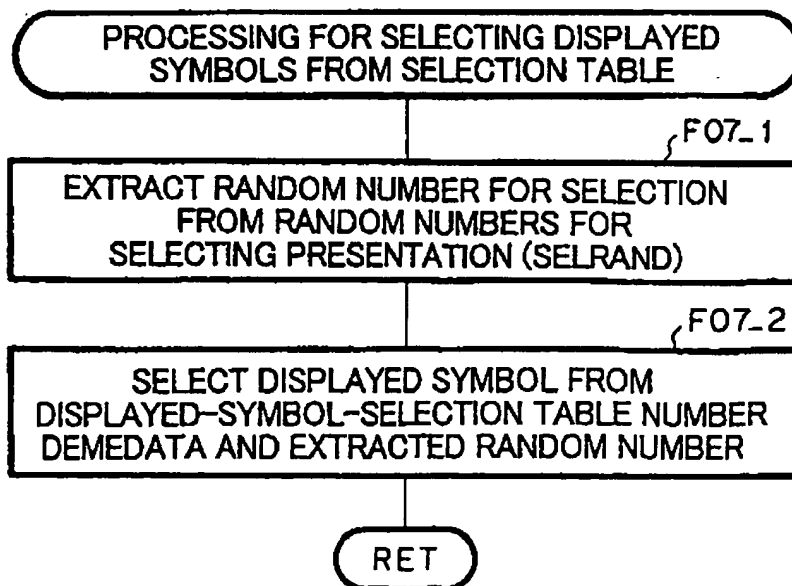 PROCESSING FOR SELECTING DISPLAYED
SYMBOLS FROM SELECTION TABLE
F07_1
EXTRACT RANDOM NUMBER FOR SELECTION
FROM RANDOM NUMBERS FOR
SELECTING PRESENTATION (SELRAND)
F07_2
SELECT DISPLAYED SYMBOL FROM
DISPLAYED-SYMBOL-SELECTION TABLE NUMBER
DEMEDATA AND EXTRACTED RANDOM NUMBER
RET